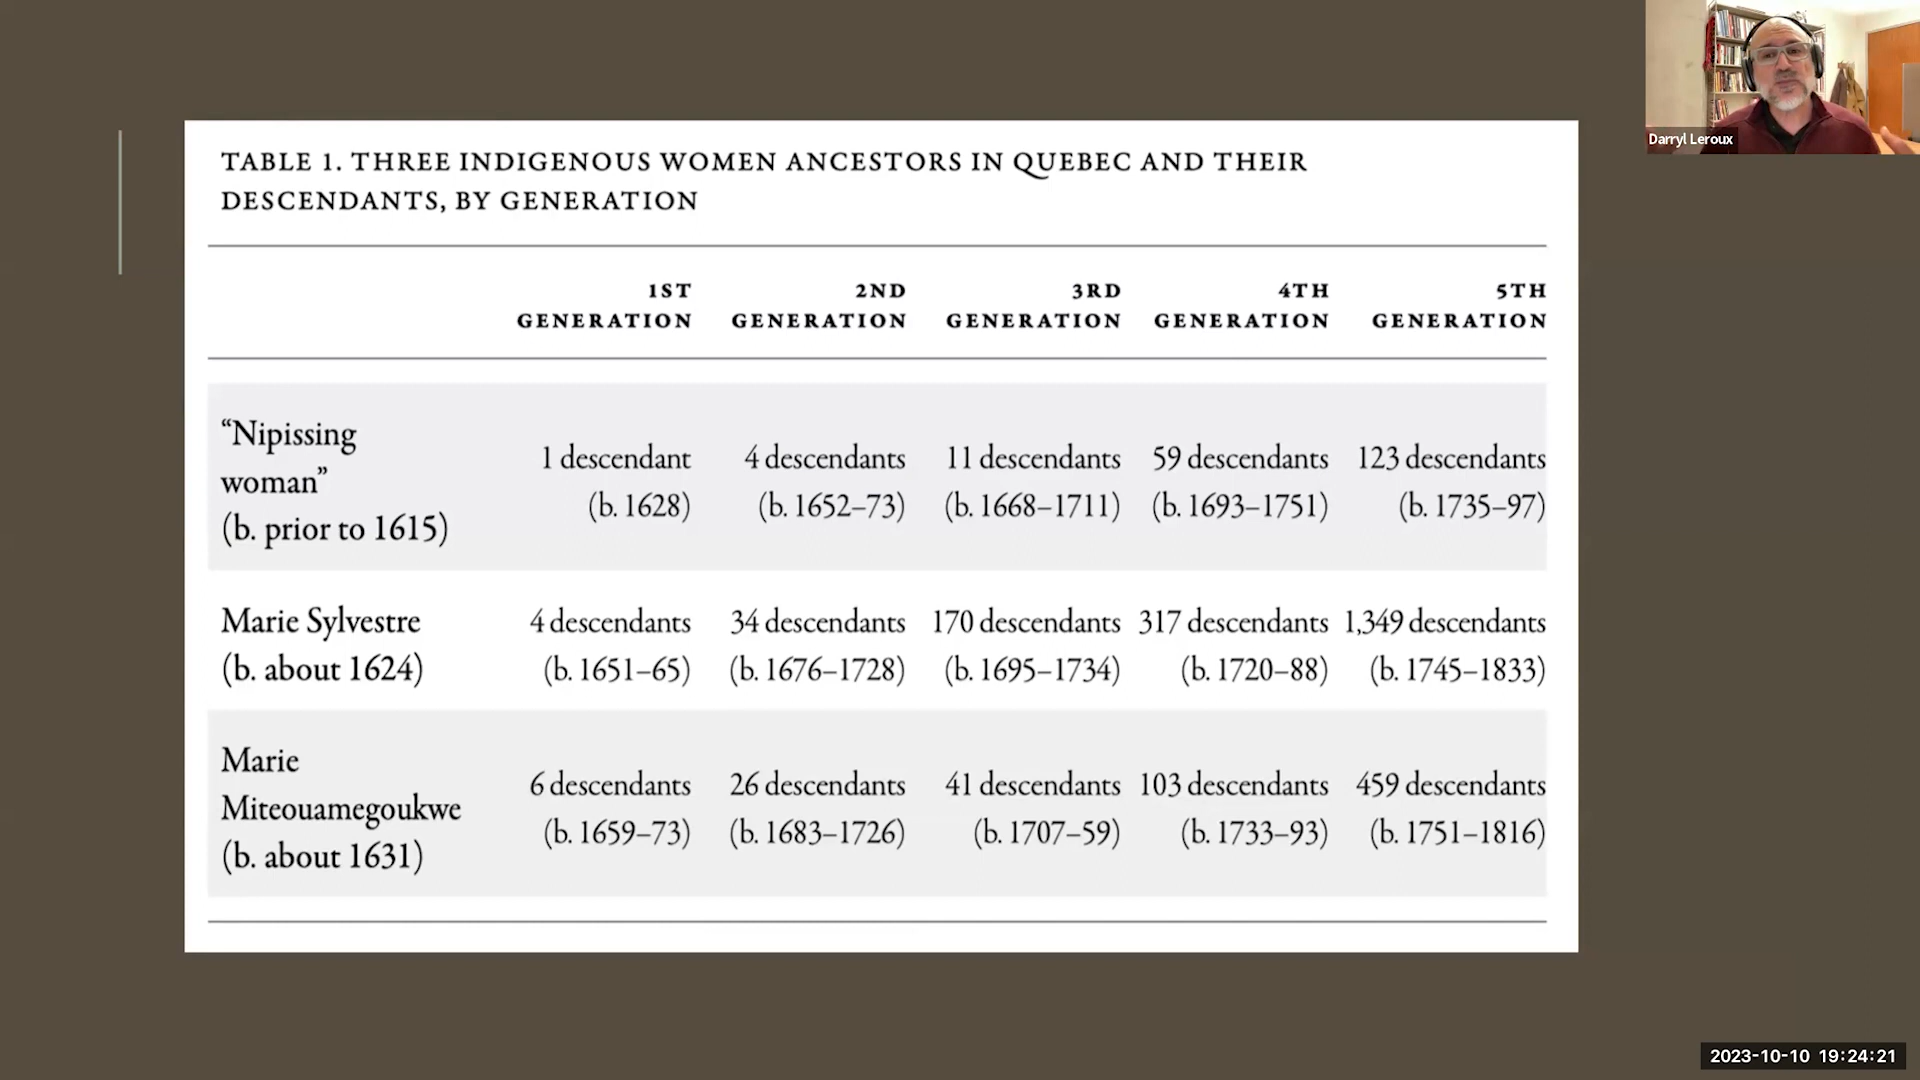 Darryl Leroux
TABLE 1. THREE INDIGENOUS WOMEN ANCESTORS IN QUEBEC AND THEIR
DESCENDANTS, BY GENERATION
1ST GENERATION 2ND GENERATION 3RD GENERATION 4TH GENERATION 5TH GENERATION
“Nipissing
woman”
(b. prior to 1615)
1 descendant 4 descendants 11 descendants 59 descendants 123 descendants
(b. 1628) (b. 1652–73) (b. 1668–1711) (b. 1693–1751) (b. 1735–97)
Marie Sylvestre
(b. about 1624)
4 descendants 34 descendants 170 descendants 317 descendants 1,349 descendants
(b. 1651–65) (b. 1676–1728) (b. 1695–1734) (b. 1720–88) (b. 1745–1833)
Marie
Miteouamegoukwe
(b. about 1631)
6 descendants 26 descendants 41 descendants 103 descendants 459 descendants
(b. 1659–73) (b. 1683–1726) (b. 1707–59) (b. 1733–93) (b. 1751–1816)
2023-10-10 19:24:21